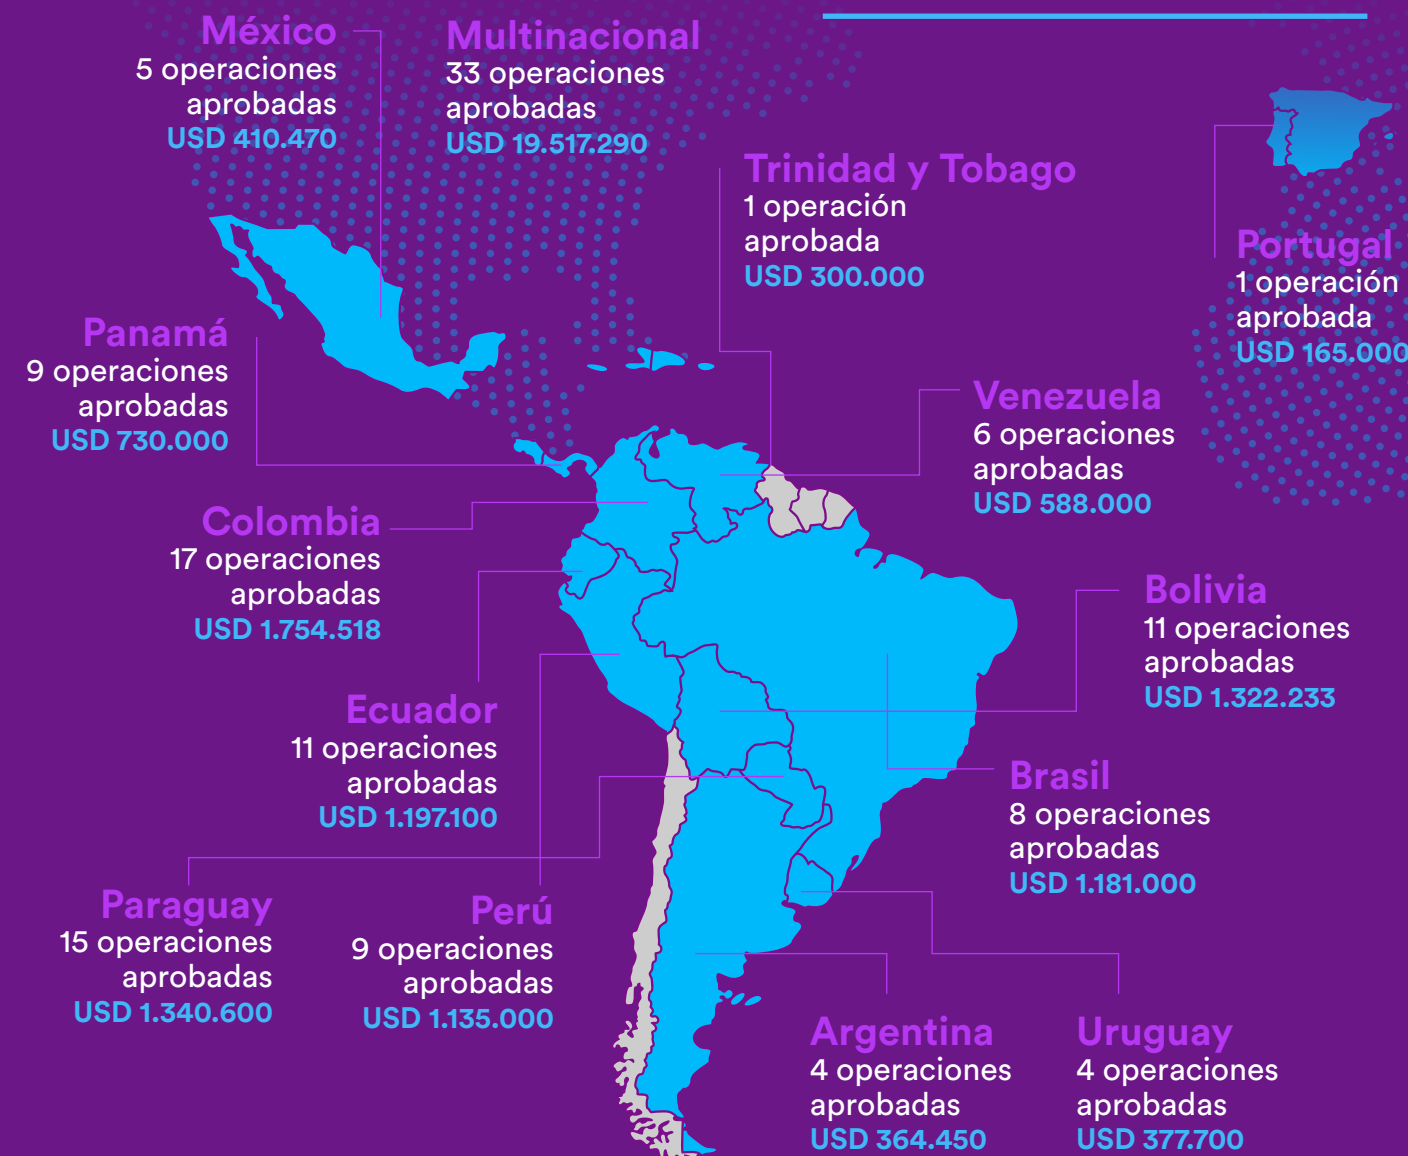 México
5 operaciones
aprobadas
USD 410.470
Multinacional
33 operaciones
aprobadas
USD 19.517.290
Trinidad y Tobago
1 operación
aprobada
USD 300.000
Portugal
1 operación
aprobada
USD 165.000
Panamá
9 operaciones
aprobadas
USD 730.000
Venezuela
6 operaciones
aprobadas
USD 588.000
Colombia
17 operaciones
aprobadas
USD 1.754.518
Bolivia
11 operaciones
aprobadas
USD 1.322.233
Ecuador
11 operaciones
aprobadas
USD 1.197.100
Brasil
8 operaciones
aprobadas
USD 1.181.000
Paraguay
15 operaciones
aprobadas
USD 1.340.600
Perú
9 operaciones
aprobadas
USD 1.135.000
Argentina
4 operaciones
aprobadas
USD 364.450
Uruguay
4 operaciones
aprobadas
USD 377.700